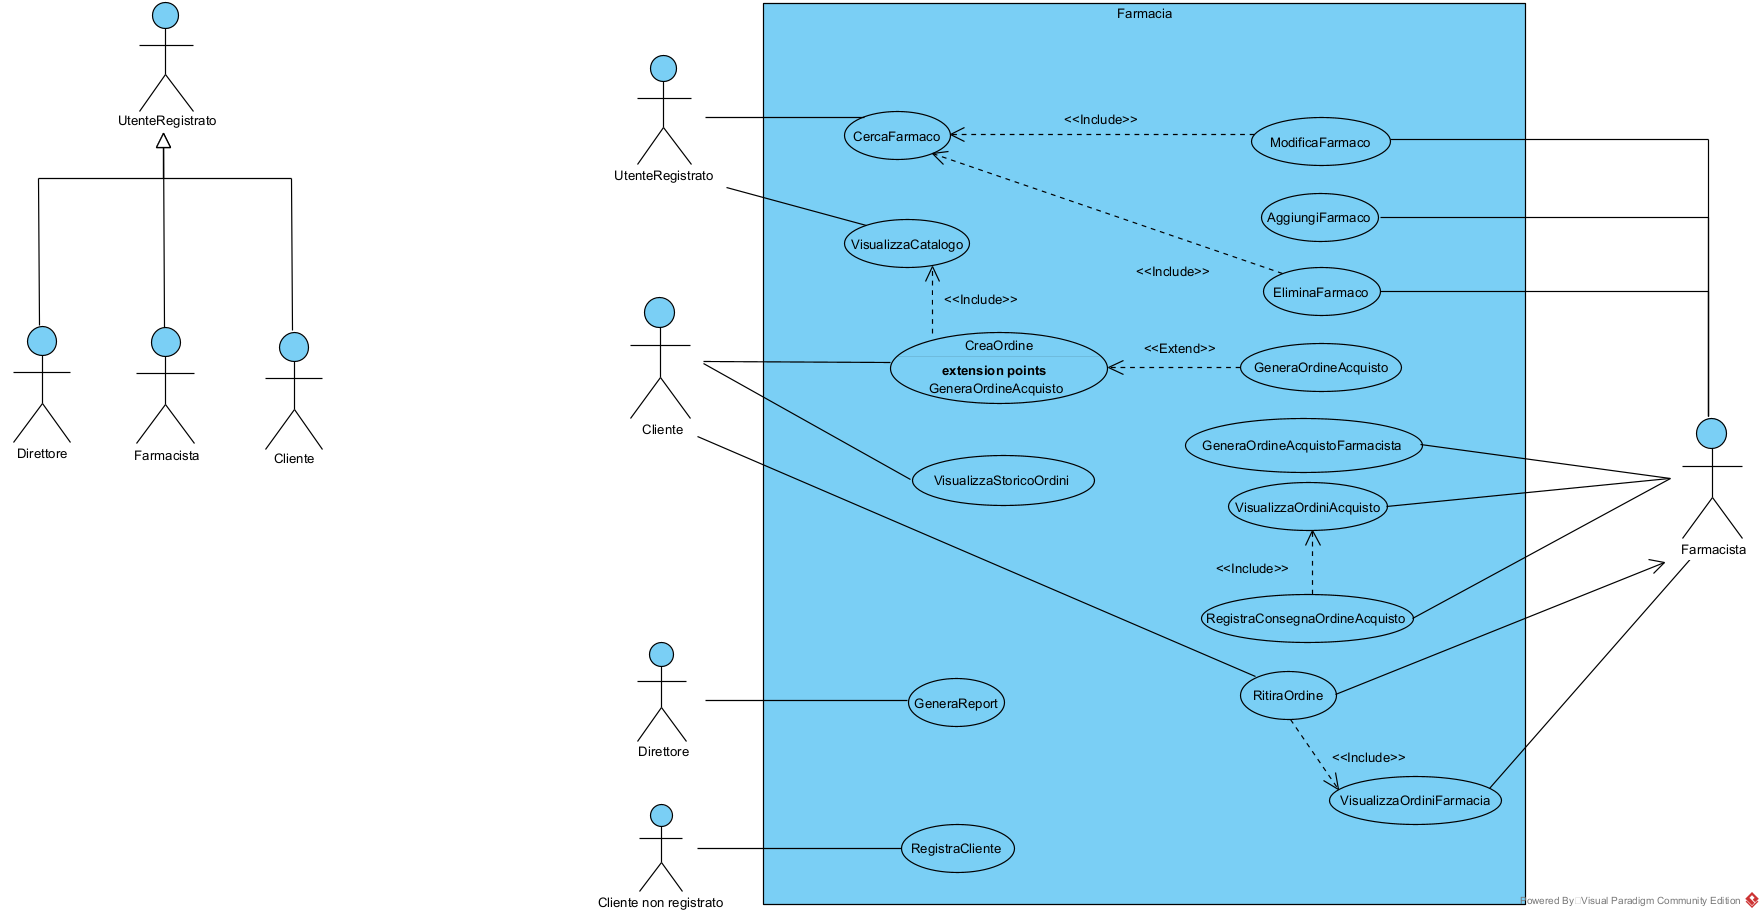 Farmacia
UtenteRegistrato
Direttore
Farmacista
Cliente
UtenteRegistrato
Cliente
Direttore
Cliente non registrato
CercaFarmaco
<<Include>>
ModificaFarmaco
AggiungiFarmaco
VisualizzaCatalogo
<<Include>>
EliminaFarmaco
<<Include>>
CreaOrdine
extension points
GeneraOrdineAcquisto
<<Extend>>
GeneraOrdineAcquisto
GeneraOrdineAcquistoFarmacista
VisualizzaStoricoOrdini
VisualizzaOrdiniAcquisto
<<Include>>
RegistraConsegnaOrdineAcquisto
RitiraOrdine
GeneraReport
<<Include>>
VisualizzaOrdiniFarmacia
RegistraCliente
Farmacista
Powered By Visual Paradigm Community Edition